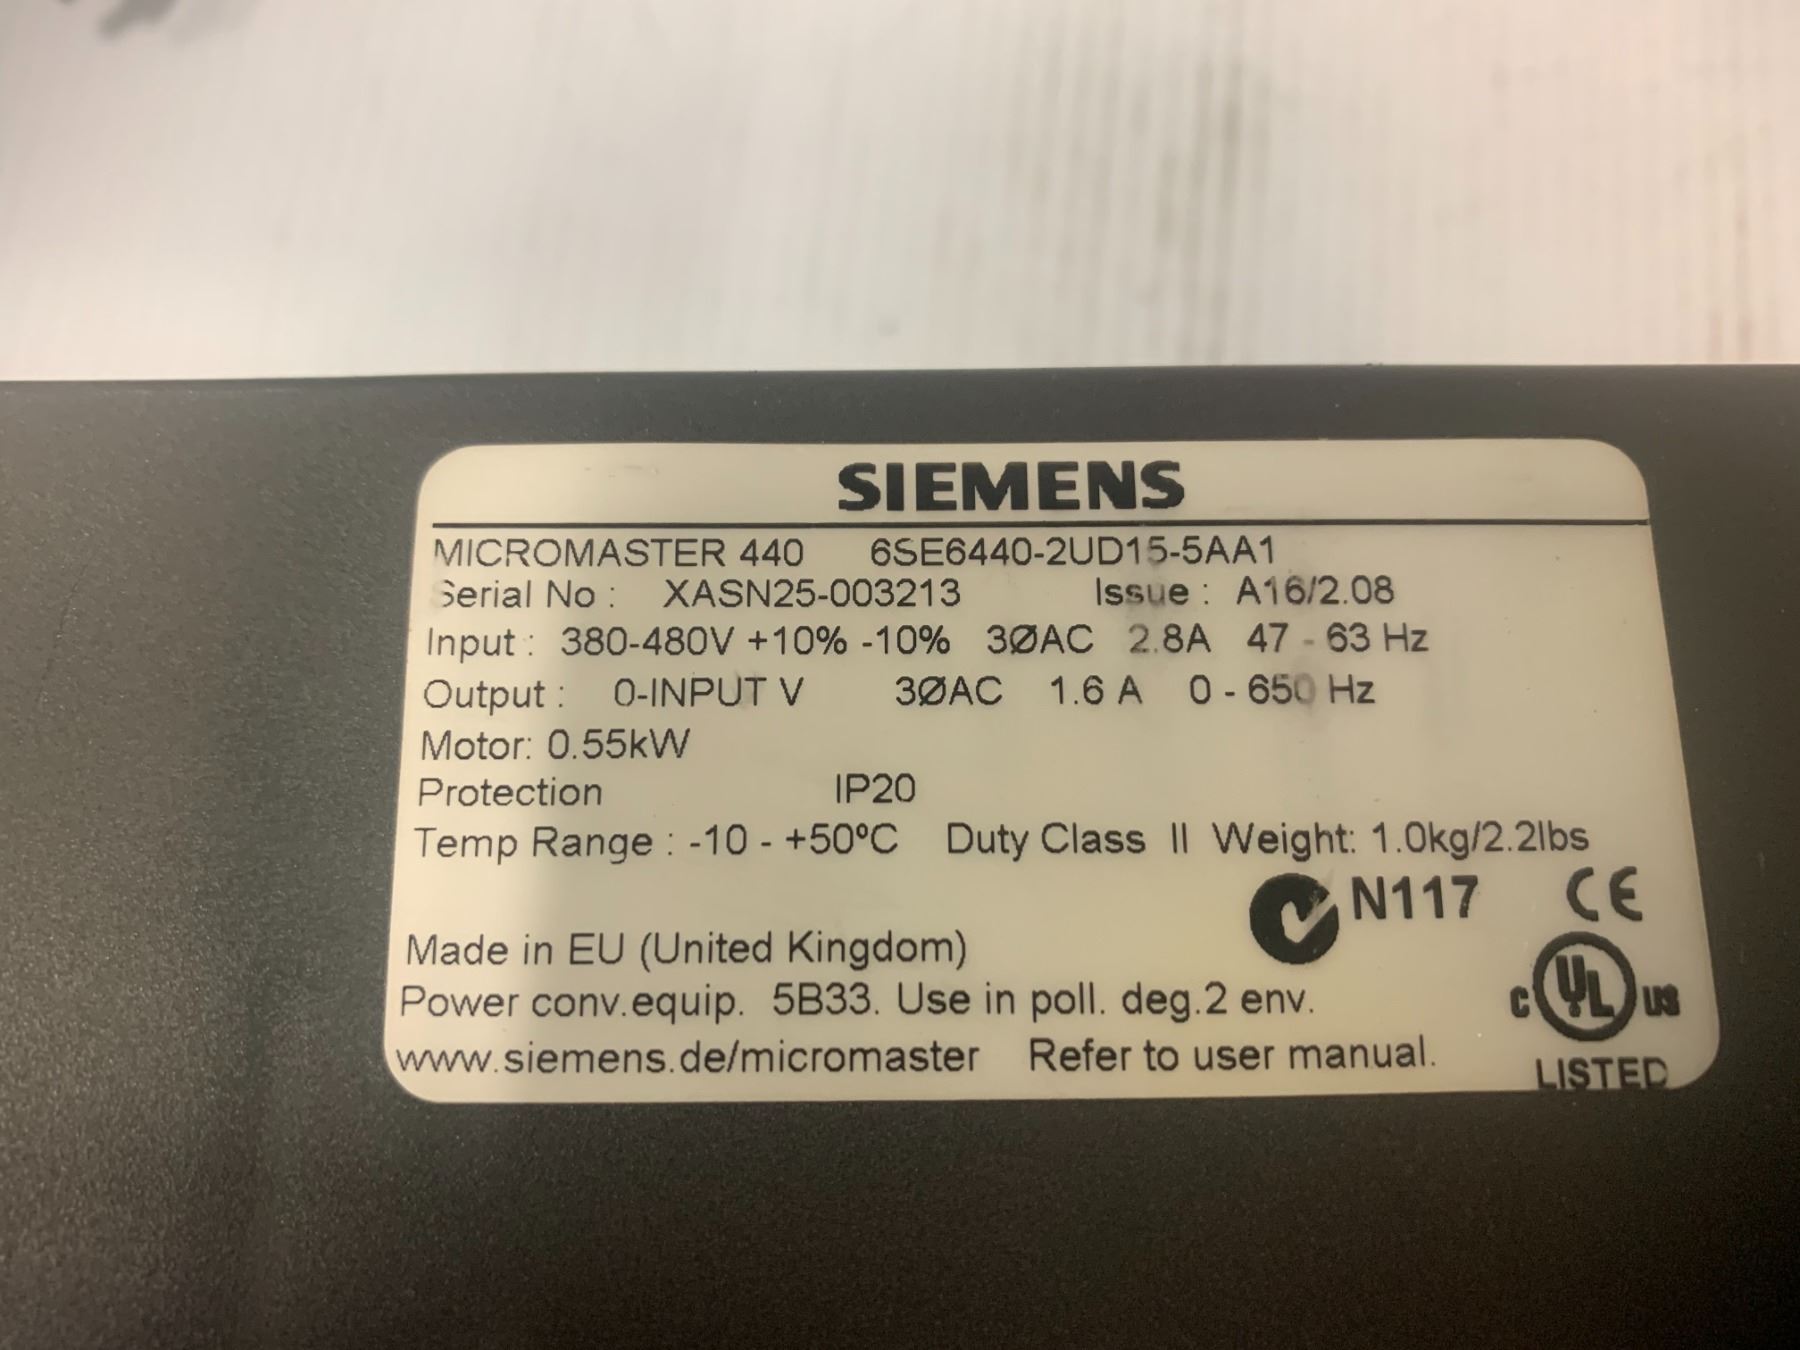 SIEMENS
MICROMASTER 440 6SE6440-2UD15-5AA1
Serial No : XASN25-003213 Issue : A16/2.08
Input : 380-480V +10% -10% 3ØAC 2.8A 47 - 63 Hz
Output : 0-INPUT V 3ØAC 1.6 A 0 - 650 Hz
Motor: 0.55kW
Protection IP20
Temp Range : -10 - +50ºC Duty Class II Weight: 1.0kg/2.2lbs
N117 CE
Made in EU (United Kingdom)
Power conv.equip. 5B33. Use in poll. deg.2 env.
C UL US
www.siemens.de/micromaster Refer to user manual.
LISTED